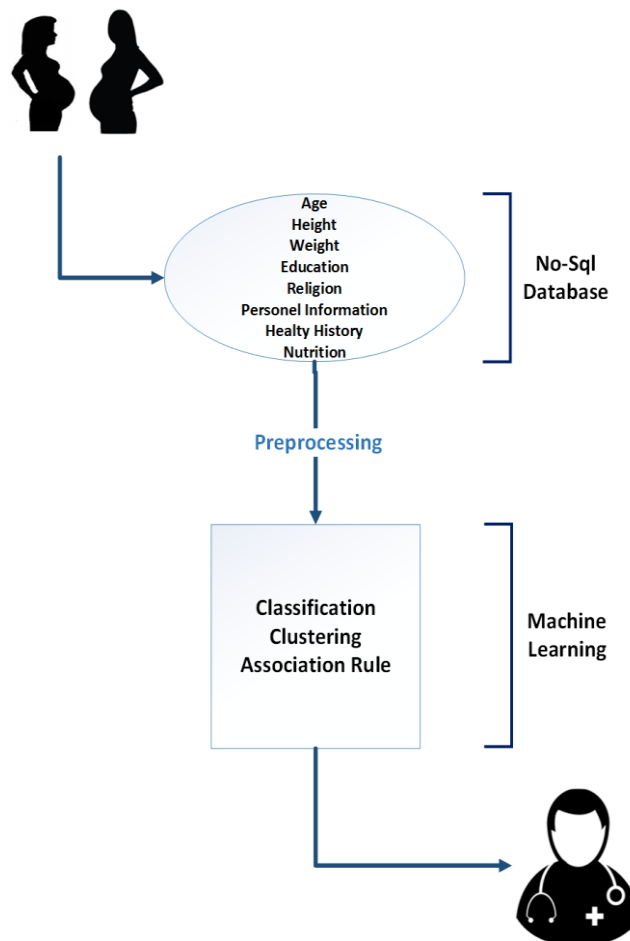 Age
Height
Weight
Education
Religion
Personel Information
Healty History
Nutrition
No-Sql
Database
Preprocessing
Classification
Clustering
Association Rule
Machine
Learning